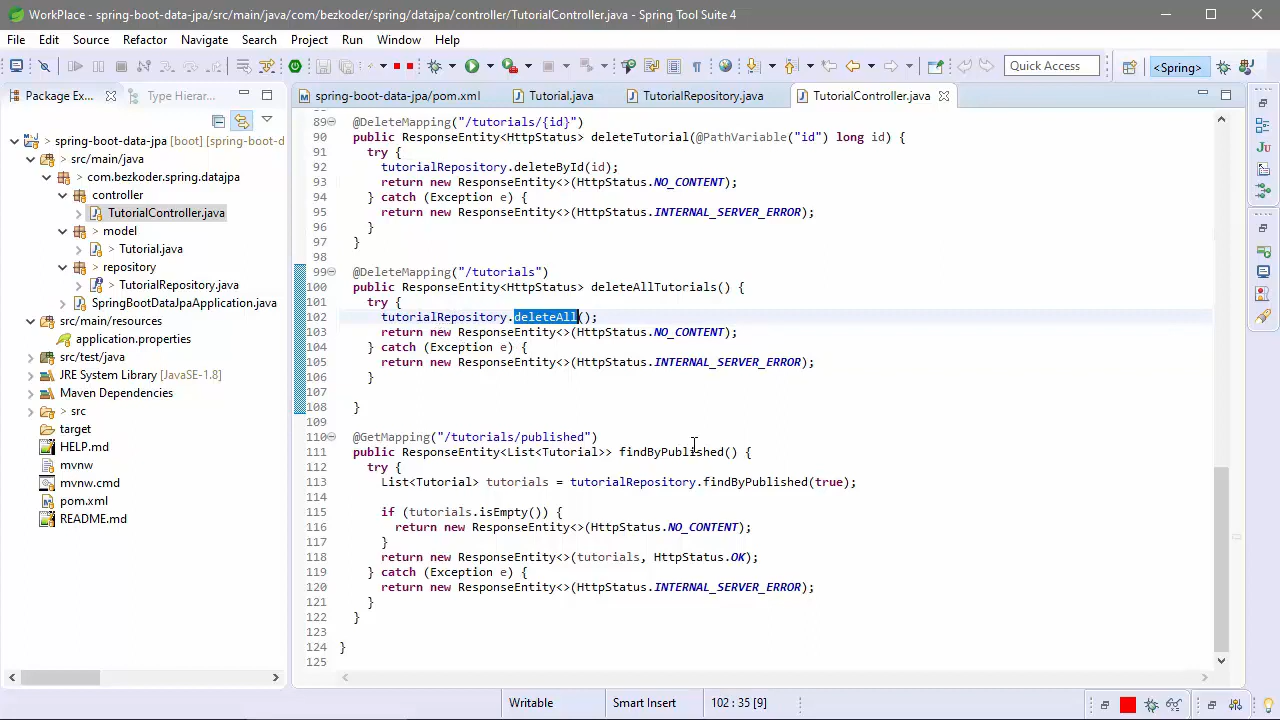 WorkPlace - spring-boot-data-jpa/src/main/java/com/bezkoder/spring/datajpa/controller/TutorialController.java - Spring Tool Suite 4
File Edit Source Refactor Navigate Search Project Run Window Help
Quick Access
<Spring>
Package Ex...
Type Hierar...
spring-boot-data-jpa/pom.xml
Tutorial.java
TutorialRepository.java
TutorialController.java
spring-boot-data-jpa [boot] [spring-boot-d
src/main/java
> com.bezkoder.spring.datajpa
controller
TutorialController.java
> model
> Tutorial.java
> repository
> TutorialRepository.java
SpringBootDataJpaApplication.java
src/main/resources
application.properties
src/test/java
JRE System Library [JavaSE-1.8]
Maven Dependencies
> src
target
HELP.md
mvnw
mvnw.cmd
pom.xml
README.md
89 @DeleteMapping("/tutorials/{id}")
90 public ResponseEntity<HttpStatus> deleteTutorial(@PathVariable("id") long id) {
91 try {
92 tutorialRepository.deleteById(id);
93 return new ResponseEntity<>(HttpStatus.NO_CONTENT);
94 } catch (Exception e) {
95 return new ResponseEntity<>(HttpStatus.INTERNAL_SERVER_ERROR);
96 }
97 }
98
99 @DeleteMapping("/tutorials")
100 public ResponseEntity<HttpStatus> deleteAllTutorials() {
101 try {
102 tutorialRepository.deleteAll();
103 return new ResponseEntity<>(HttpStatus.NO_CONTENT);
104 } catch (Exception e) {
105 return new ResponseEntity<>(HttpStatus.INTERNAL_SERVER_ERROR);
106 }
107
108 }
109
110 @GetMapping("/tutorials/published")
111 public ResponseEntity<List<Tutorial>> findByPublished() {
112 try {
113 List<Tutorial> tutorials = tutorialRepository.findByPublished(true);
114
115 if (tutorials.isEmpty()) {
116 return new ResponseEntity<>(HttpStatus.NO_CONTENT);
117 }
118 return new ResponseEntity<>(tutorials, HttpStatus.OK);
119 } catch (Exception e) {
120 return new ResponseEntity<>(HttpStatus.INTERNAL_SERVER_ERROR);
121 }
122 }
123
124 }
125
Writable
Smart Insert
102 : 35 [9]